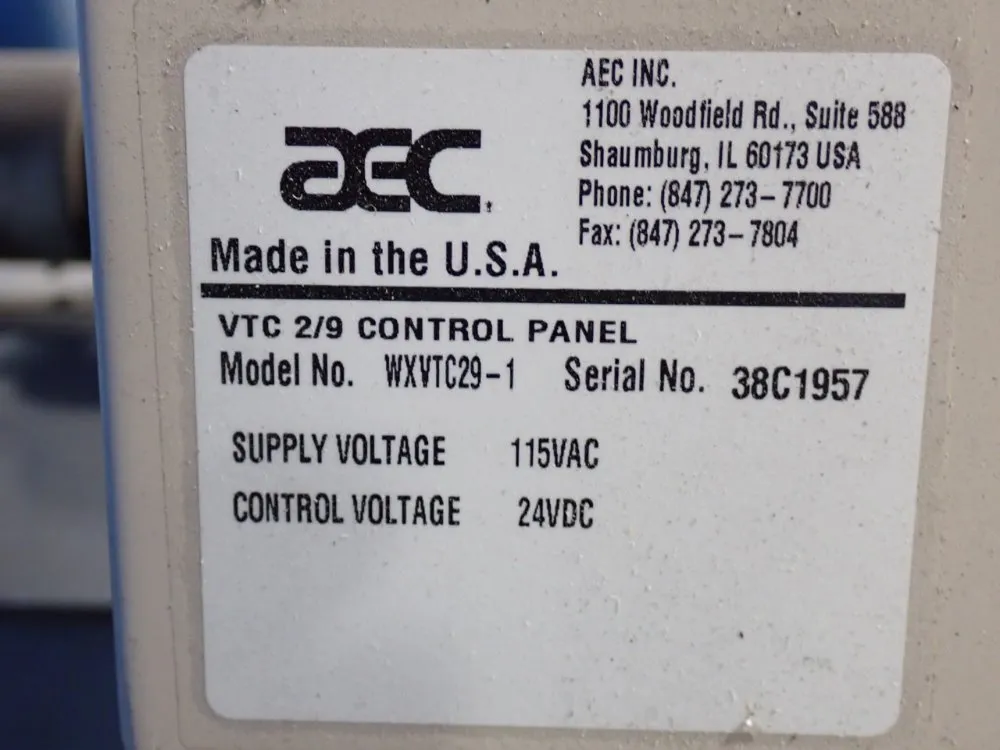 AEC INC.
1100 Woodfield Rd., Suite 588
Shaumburg, IL 60173 USA
Phone: (847) 273-7700
Fax: (847) 273-7804
AEC
Made in the U.S.A.
VTC 2/9 CONTROL PANEL
Model No. WXVTC29-1 Serial No. 38C1957
SUPPLY VOLTAGE 115VAC
CONTROL VOLTAGE 24VDC